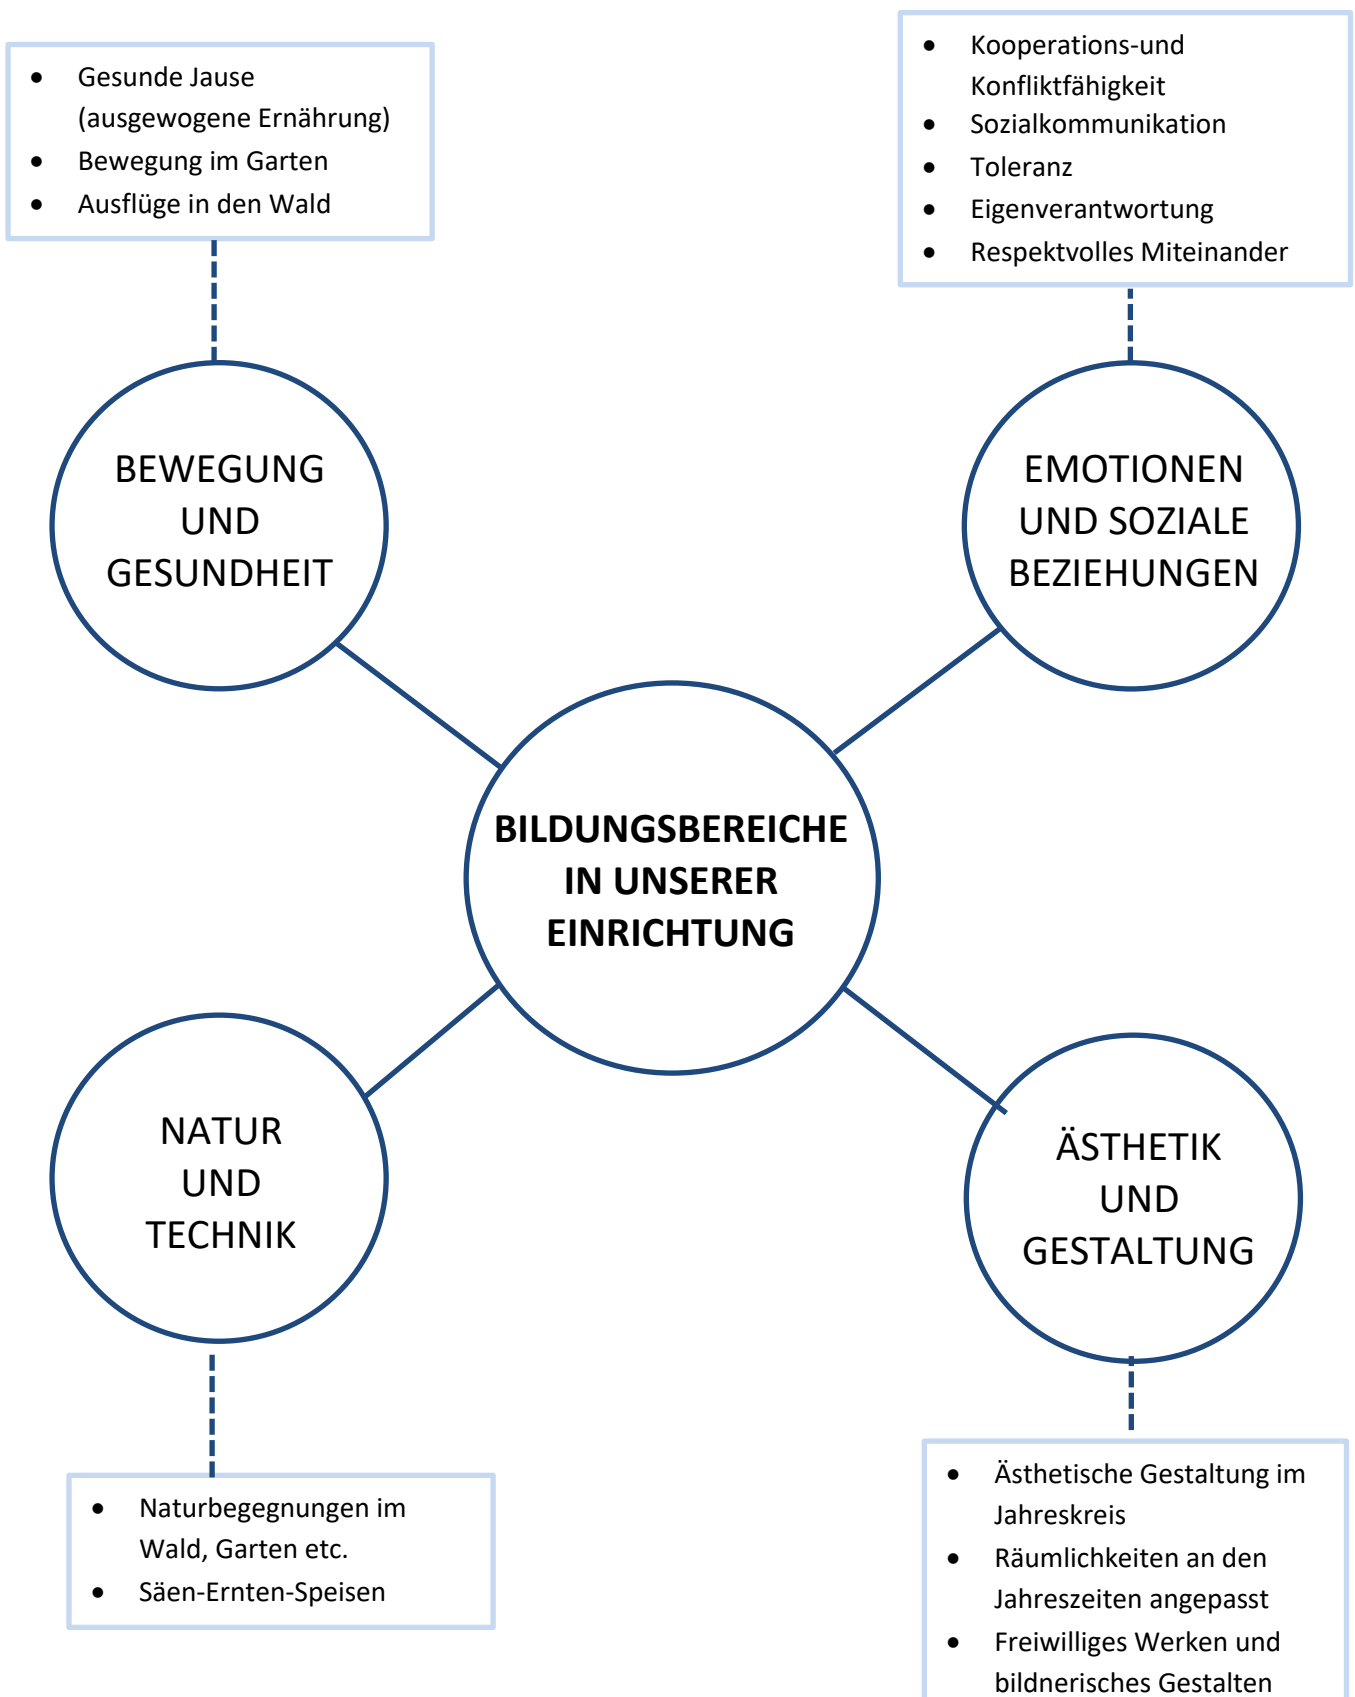 • Gesunde Jause
(ausgewogene Ernährung)
• Bewegung im Garten
• Ausflüge in den Wald
• Kooperations-und
Konfliktfähigkeit
• Sozialkommunikation
• Toleranz
• Eigenverantwortung
• Respektvolles Miteinander
BEWEGUNG
UND
GESUNDHEIT
EMOTIONEN
UND SOZIALE
BEZIEHUNGEN
BILDUNGSBEREICHE
IN UNSERER
EINRICHTUNG
NATUR
UND
TECHNIK
ÄSTHETIK
UND
GESTALTUNG
• Naturbegegnungen im
Wald, Garten etc.
• Säen-Ernten-Speisen
• Ästhetische Gestaltung im
Jahreskreis
• Räumlichkeiten an den
Jahreszeiten angepasst
• Freiwilliges Werken und
bildnerisches Gestalten